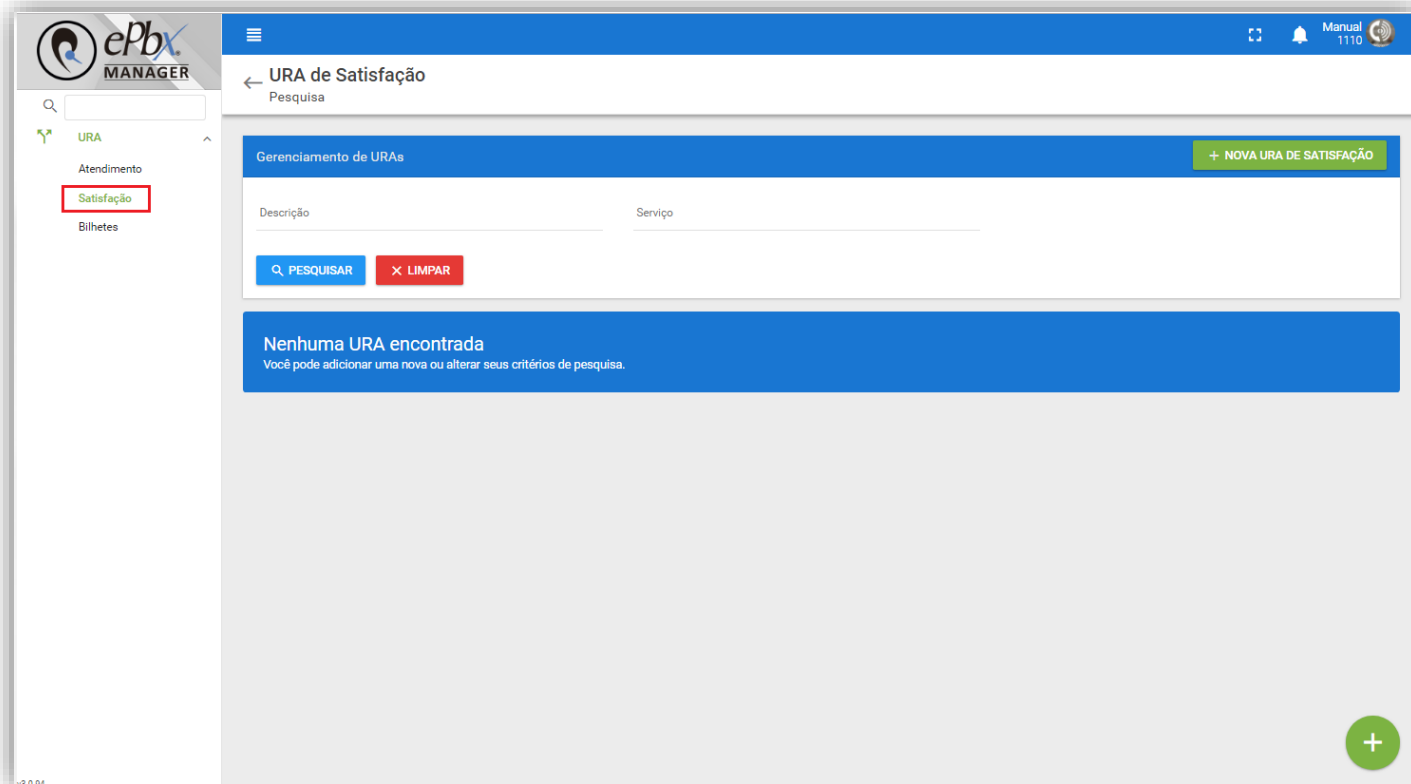 ePbx.
MANAGER
Manual
1110
URA de Satisfação
Pesquisa
URA
Atendimento
Satisfação
Bilhetes
Gerenciamento de URAs
+ NOVA URA DE SATISFAÇÃO
Descrição
Serviço
PESQUISAR
LIMPAR
Nenhuma URA encontrada
Você pode adicionar uma nova ou alterar seus critérios de pesquisa.